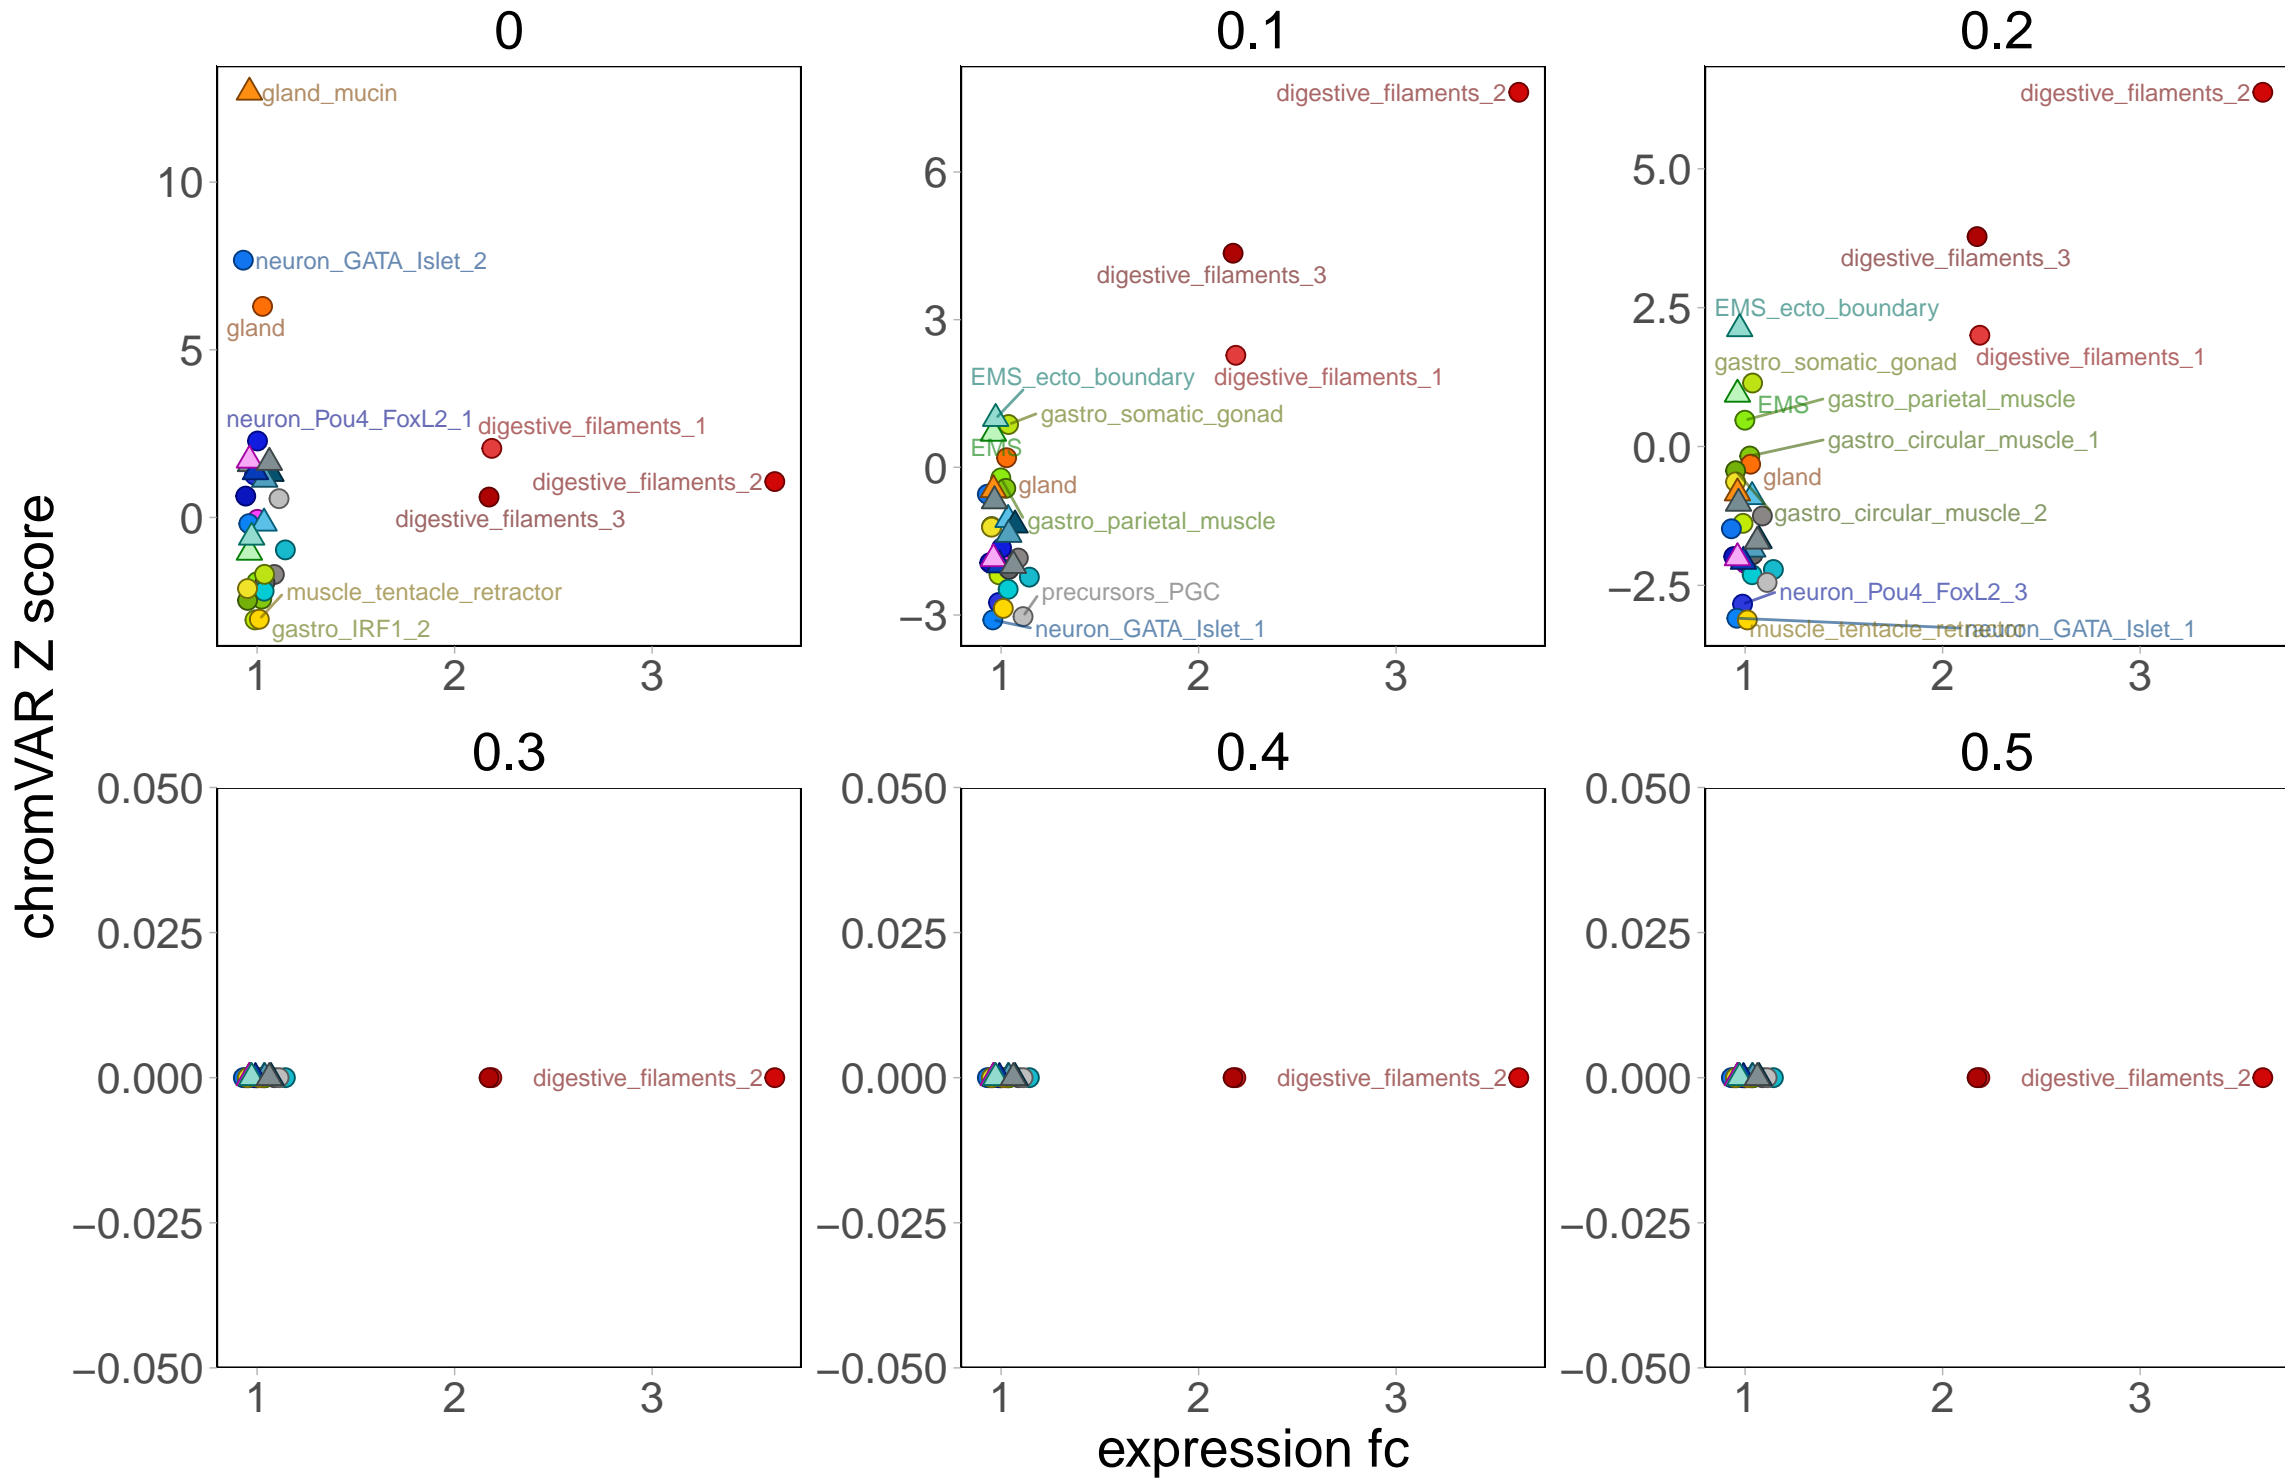 0
0.1
0.2
gland_mucin
neuron_GATA_Islet_2
gland
neuron_Pou4_FoxL2_1
digestive_filaments_1
digestive_filaments_2
digestive_filaments_3
muscle_tentacle_retractor
gastro_IRF1_2
10
5
0
1
2
3
digestive_filaments_2
digestive_filaments_3
EMS_ecto_boundary
digestive_filaments_1
gastro_somatic_gonad
EMS
gland
gastro_parietal_muscle
precursors_PGC
neuron_GATA_Islet_1
6
3
0
−3
1
2
3
digestive_filaments_2
digestive_filaments_3
EMS_ecto_boundary
digestive_filaments_1
gastro_somatic_gonad
gastro_parietal_muscle
EMS
gastro_circular_muscle_1
gland
gastro_circular_muscle_2
neuron_Pou4_FoxL2_3
muscle_tentacle_retractor
neuron_GATA_Islet_1
5.0
2.5
0.0
−2.5
1
2
3
chromVAR Z score
0.3
0.4
0.5
0.050
0.025
0.000
−0.025
−0.050
digestive_filaments_2
1
2
3
0.050
0.025
0.000
−0.025
−0.050
digestive_filaments_2
1
2
3
0.050
0.025
0.000
−0.025
−0.050
digestive_filaments_2
1
2
3
expression fc